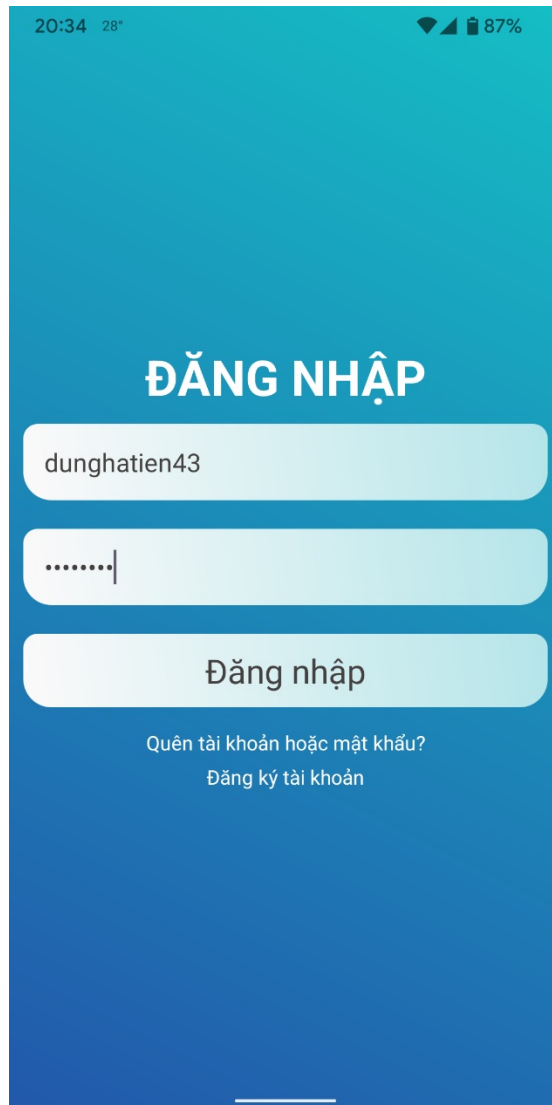 20:34 28° 87%
ĐĂNG NHẬP
dunghatien43
••••••••
Đăng nhập
Quên tài khoản hoặc mật khẩu?
Đăng ký tài khoản